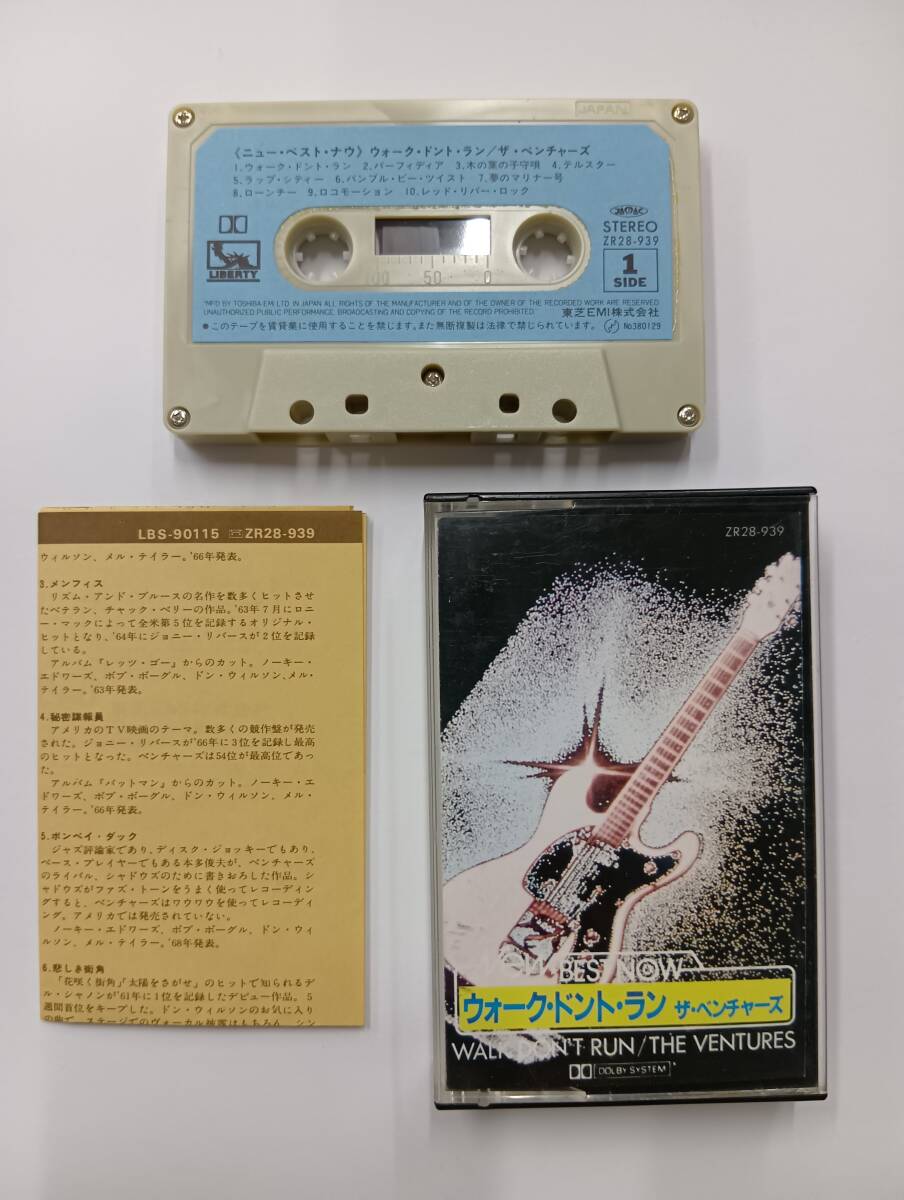 JAPAN
《ニュー・ベスト・ナウ》ウォーク・ドント・ラン/ザ・ベンチャーズ
1.ウォーク・ドント・ラン 2.パーフィディア 3.木の葉の子守唄 4.テルスター
5.ラップ・シティー 6.バンブル・ビー・ツイスト 7.夢のマリナー号
8.ローンチー 9.ロコモーション 10.レッド・リバー・ロック
LIBERTY
100 50 0
JASRAC
STEREO
ZR28-939
1
SIDE
"MFD BY TOSHIBA-EMI LTD. IN JAPAN ALL RIGHTS OF THE MANUFACTURER AND OF THE OWNER OF THE RECORDED WORK ARE RESERVED
UNAUTHORIZED PUBLIC PERFORMANCE, BROADCASTING AND COPYING OF THE RECORD PROHIBITED."
東芝EMI株式会社
●このテープを賃貸業に使用することを禁じます。また無断複製は法律で禁じられています。
No380129
LBS-90115 ZR28-939
ウィルソン、メル・テイラー。'66年発表。
3.メンフィス
リズム・アンド・ブルースの名作を数多くヒットさせ
たベテラン、チャック・ベリーの作品。'63年7月にロニ
ー・マックによって全米第5位を記録するオリジナル・
ヒットとなり、'64年にジョニー・リバースが2位を記録
している。
アルバム『レッツ・ゴー』からのカット。ノーキー・
エドワーズ、ボブ・ボーグル、ドン・ウィルソン、メル・
テイラー。'63年発表。
4.秘密諜報員
アメリカのTV映画のテーマ。数多くの競作盤が発売
された。ジョニー・リバースが'66年に3位を記録し最高
のヒットとなった。ベンチャーズは54位が最高位であっ
た。
アルバム『バットマン』からのカット。ノーキー・エ
ドワーズ、ボブ・ボーグル、ドン・ウィルソン、メル・
テイラー。'66年発表。
5.ボンベイ・ダック
ジャズ評論家であり、ディスク・ジョッキーでもあり、
ベース・プレイヤーでもある本多俊夫が、ベンチャーズ
のライバル、シャドウズのために書きおろした作品。シ
ャドウズがファズ・トーンをうまく使ってレコーディン
グすると、ベンチャーズはワウワウを使ってレコーディ
ング。アメリカでは発売されていない。
ノーキー・エドワーズ、ボブ・ボーグル、ドン・ウィ
ルソン、メル・テイラー。'68年発表。
6.悲しき街角
「花咲く街角」「太陽をさがせ」のヒットで知られるデ
ル・シャノンが'61年に1位を記録したデビュー作品。5
週間首位をキープした。ドン・ウィルソンのお気に入り
の曲で、ステージでのヴォーカル披露はもちろん、シン
ZR28-939
BEST NOW
ウォーク・ドント・ラン ザ・ベンチャーズ
WALK DON'T RUN/THE VENTURES
DOLBY SYSTEM